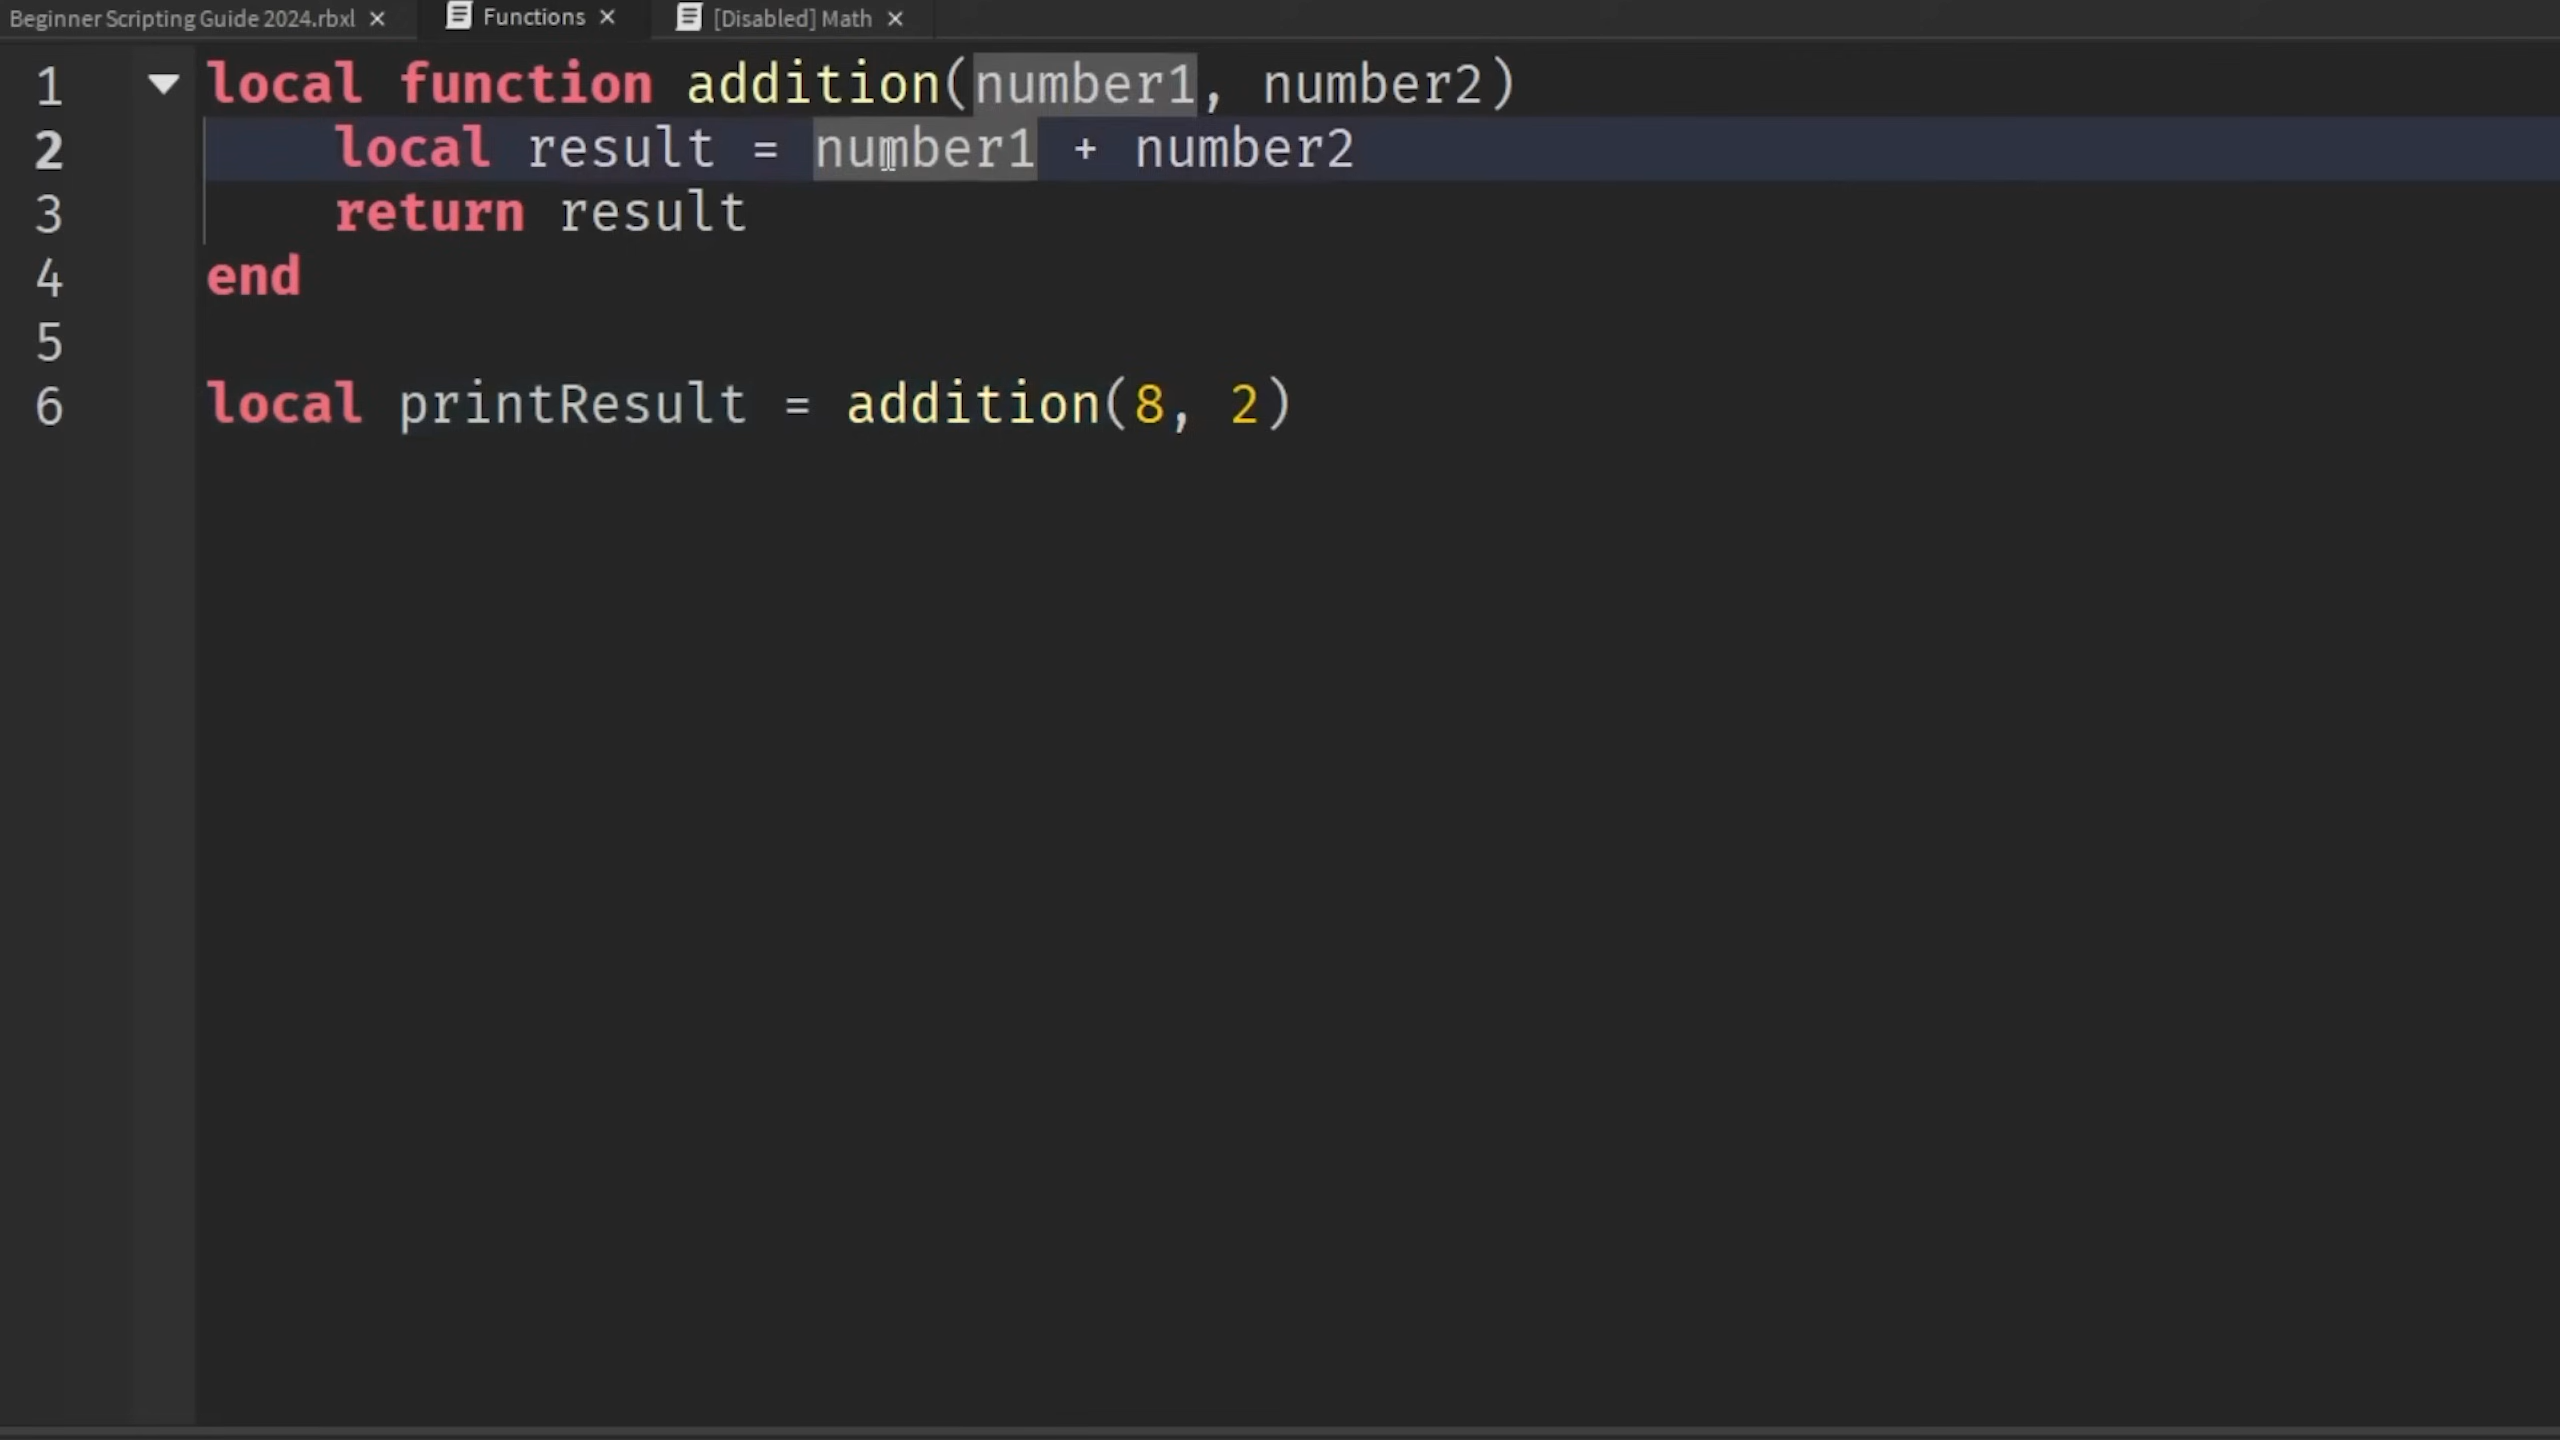 Beginner Scripting Guide 2024.rbxl × Functions × [Disabled] Math ×
1 local function addition(number1, number2)
2 local result = number1 + number2
3 return result
4 end
5
6 local printResult = addition(8, 2)